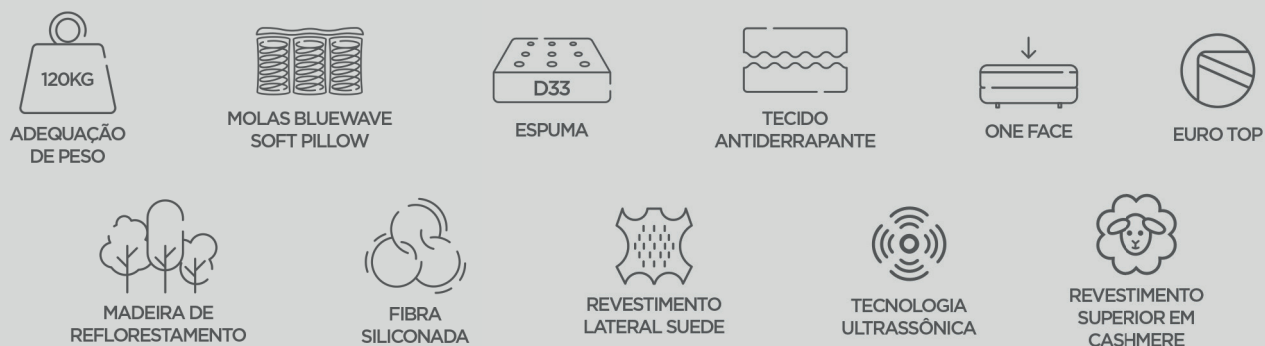 120KG
ADEQUAÇÃO
DE PESO
MOLAS BLUEWAVE
SOFT PILLOW
D33
ESPUMA
TECIDO
ANTIDERRAPANTE
ONE FACE
EURO TOP
MADEIRA DE
REFLORESTAMENTO
FIBRA
SILICONADA
REVESTIMENTO
LATERAL SUEDE
TECNOLOGIA
ULTRASSÔNICA
REVESTIMENTO
SUPERIOR EM
CASHMERE